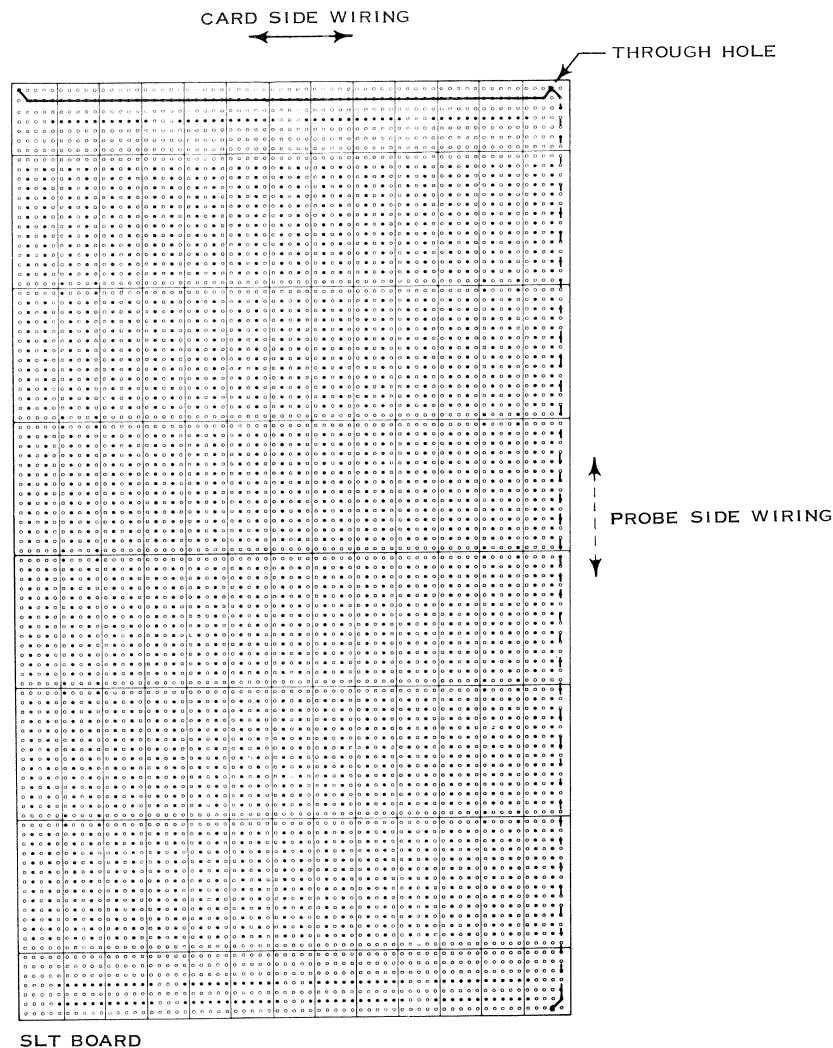 CARD SIDE WIRING
THROUGH HOLE
PROBE SIDE WIRING
SLT BOARD